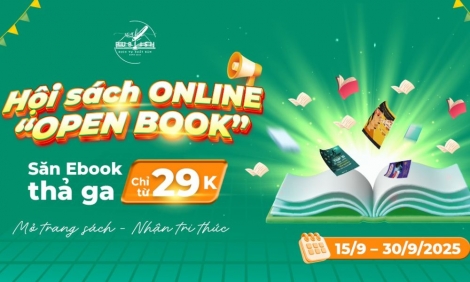 Hội sách ONLINE
"OPEN BOOK"
Săn Ebook
thả ga
Chỉ
từ
29K
Mở trang sách - Nhận tri thức
15/9 – 30/9/2025